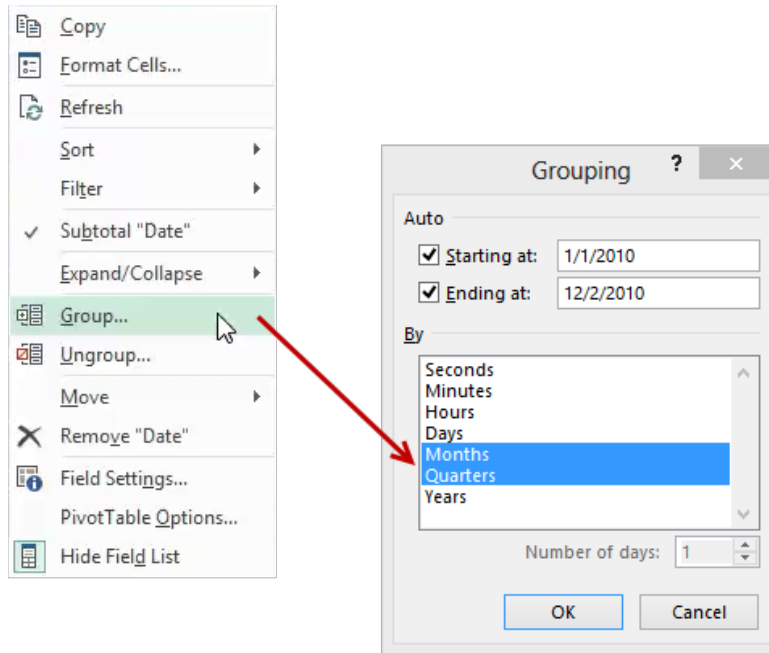 Copy
Format Cells...
Refresh
Sort
Filter
Subtotal "Date"
Expand/Collapse
Group...
Ungroup...
Move
Remove "Date"
Field Settings...
PivotTable Options...
Hide Field List
Grouping ?
Auto
Starting at: 1/1/2010
Ending at: 12/2/2010
By
Seconds
Minutes
Hours
Days
Months
Quarters
Years
Number of days: 1
OK Cancel